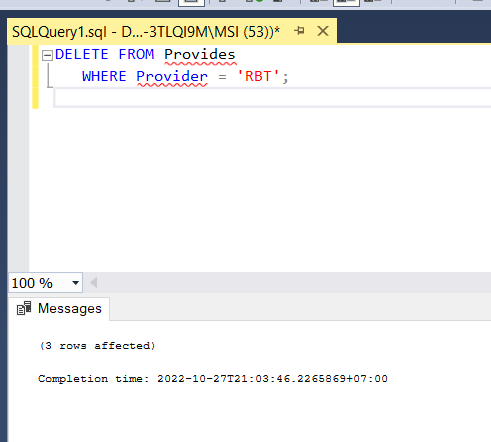 SQLQuery1.sql - D...-3TLQI9M\MSI (53))*
DELETE FROM Provides
WHERE Provider = 'RBT';
100 %
Messages
(3 rows affected)
Completion time: 2022-10-27T21:03:46.2265869+07:00